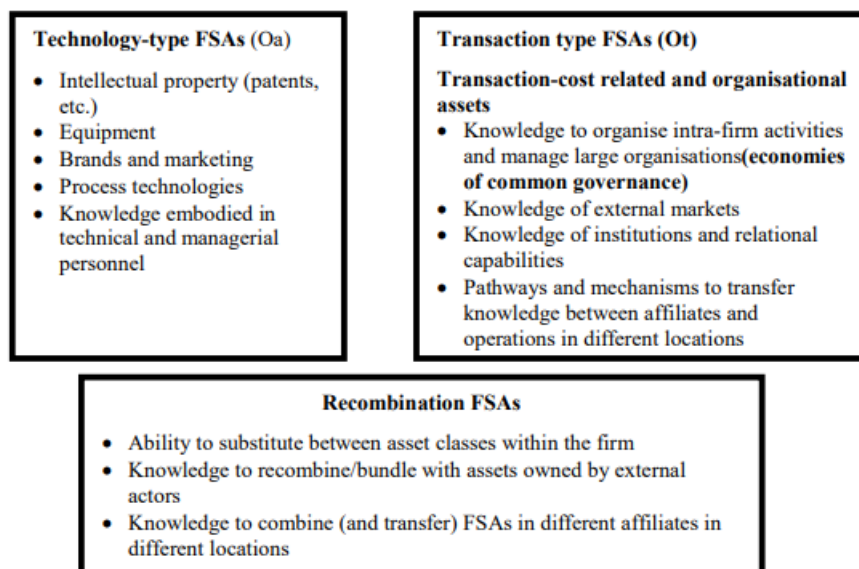 Technology-type FSAs (Oa)
• Intellectual property (patents,
etc.)
• Equipment
• Brands and marketing
• Process technologies
• Knowledge embodied in
technical and managerial
personnel
Transaction type FSAs (Ot)
Transaction-cost related and organisational
assets
• Knowledge to organise intra-firm activities
and manage large organisations(economies
of common governance)
• Knowledge of external markets
• Knowledge of institutions and relational
capabilities
• Pathways and mechanisms to transfer
knowledge between affiliates and
operations in different locations
Recombination FSAs
• Ability to substitute between asset classes within the firm
• Knowledge to recombine/bundle with assets owned by external
actors
• Knowledge to combine (and transfer) FSAs in different affiliates in
different locations